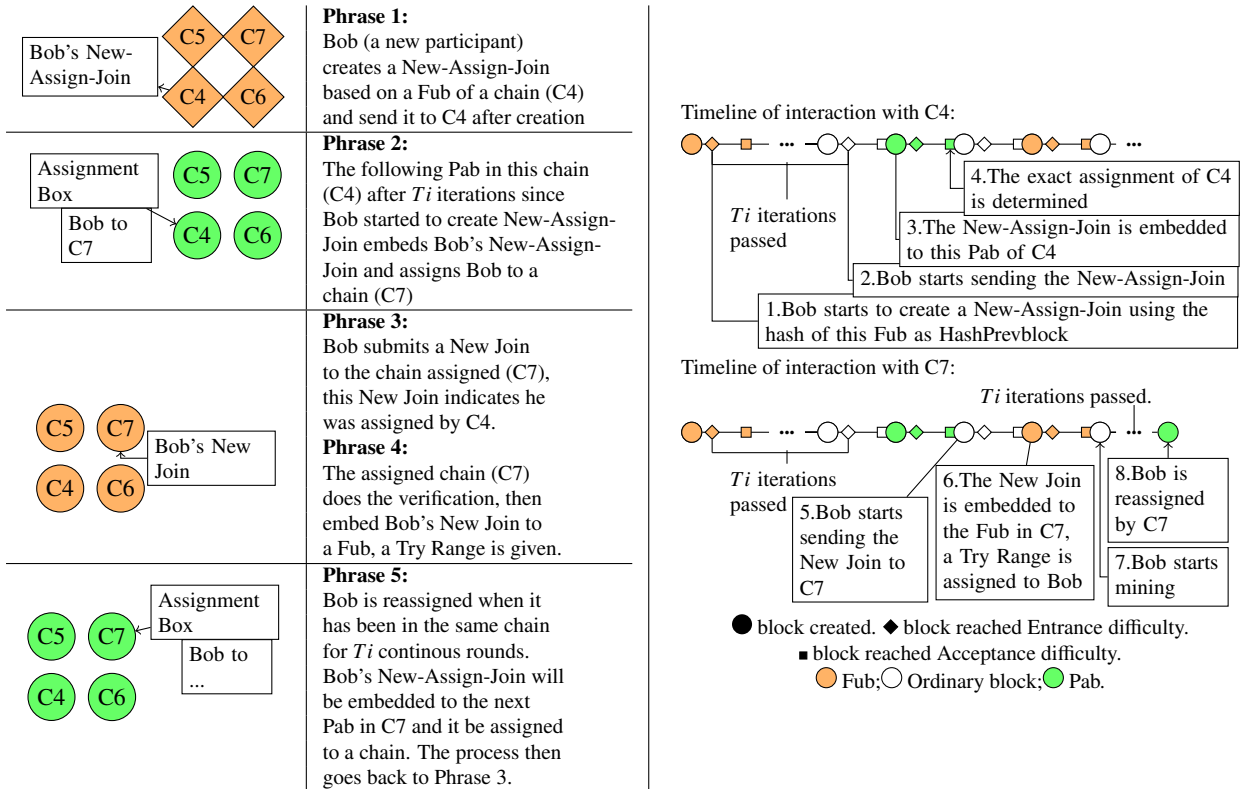 C5
C7
C4
C6
Bob's New-
Assign-Join
Phrase 1:
Bob (a new participant)
creates a New-Assign-Join
based on a Fub of a chain (C4)
and send it to C4 after creation
Assignment
Box
Bob to
C7
C5
C7
C4
C6
Phrase 2:
The following Pab in this chain
(C4) after Ti iterations since
Bob started to create New-Assign-
Join embeds Bob's New-Assign-
Join and assigns Bob to a
chain (C7)
C5
C7
C4
C6
Bob's New
Join
Phrase 3:
Bob submits a New Join
to the chain assigned (C7),
this New Join indicates he
was assigned by C4.
Phrase 4:
The assigned chain (C7)
does the verification, then
embed Bob's New Join to
a Fub, a Try Range is given.
C5
C7
C4
C6
Assignment
Box
Bob to
...
Phrase 5:
Bob is reassigned when it
has been in the same chain
for Ti continous rounds.
Bob's New-Assign-Join will
be embedded to the next
Pab in C7 and it be assigned
to a chain. The process then
goes back to Phrase 3.
Timeline of interaction with C4:
...
...
Ti iterations
passed
4.The exact assignment of C4
is determined
3.The New-Assign-Join is embedded
to this Pab of C4
2.Bob starts sending the New-Assign-Join
1.Bob starts to create a New-Assign-Join using the
hash of this Fub as HashPrevblock
Timeline of interaction with C7:
Ti iterations passed.
...
...
Ti iterations
passed
5.Bob starts
sending the
New Join to
C7
6.The New Join
is embedded to
the Fub in C7,
a Try Range is
assigned to Bob
8.Bob is
reassigned
by C7
7.Bob starts
mining
block created. block reached Entrance difficulty.
block reached Acceptance difficulty.
Fub; Ordinary block; Pab.